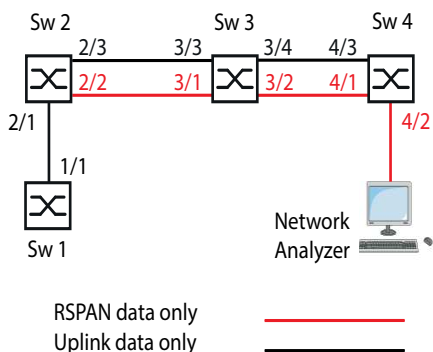 Sw 2
Sw 3
Sw 4
2/3
3/3
3/4
4/3
2/2
3/1
3/2
4/1
2/1
4/2
1/1
Sw 1
Network
Analyzer
RSPAN data only
Uplink data only